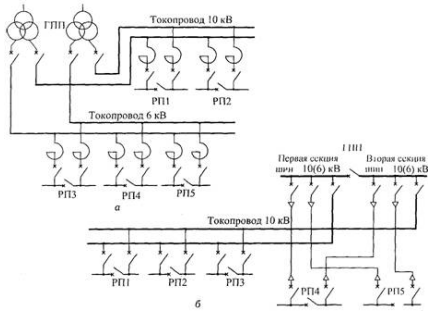 ГПП
Токопровод 10 кВ
РП1
РП2
Токопровод 6 кВ
РП3
РП4
РП5
а
ГПП
Первая секция
шин 10(6) кВ
Вторая секция
шин 10(6) кВ
Токопровод 10 кВ
РП1
РП2
РП3
РП4
РП5
б